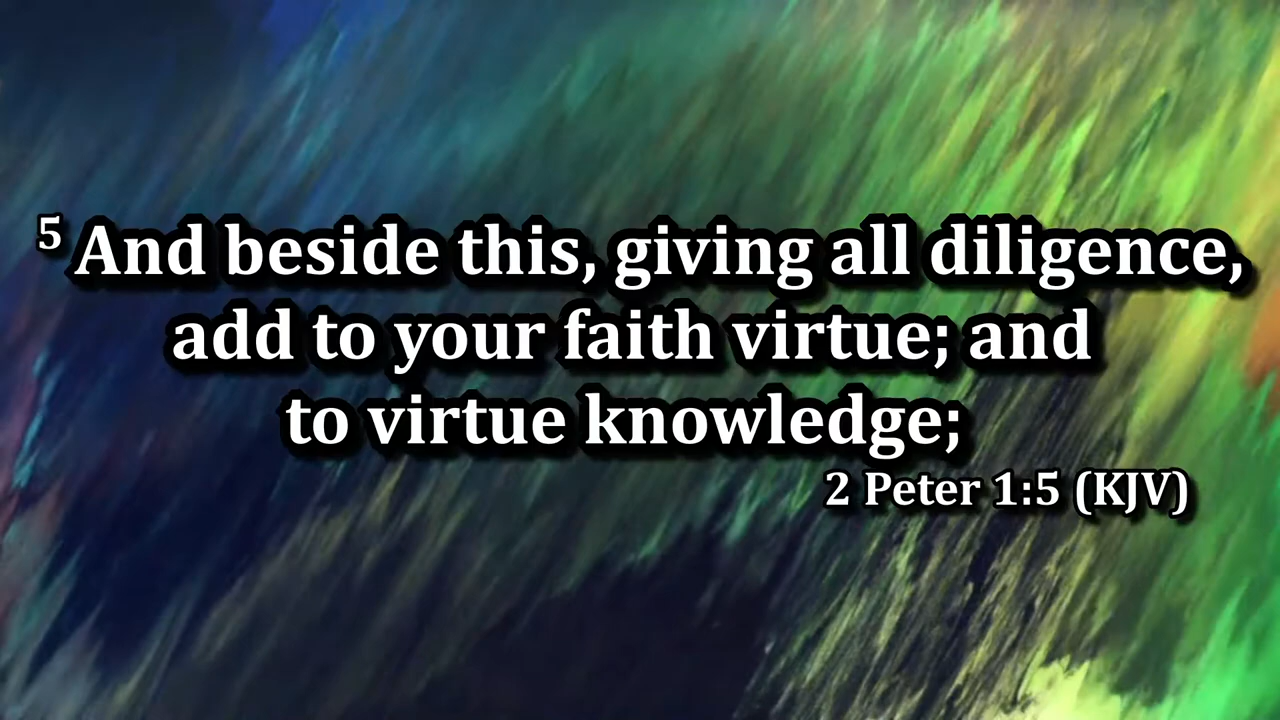 5 And beside this, giving all diligence,
add to your faith virtue; and
to virtue knowledge;
2 Peter 1:5 (KJV)